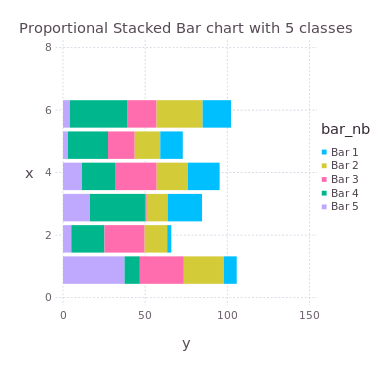 Proportional Stacked Bar chart with 5 classes
8
6
4
2
0
x
0 50 100 150
y
bar_nb
Bar 1
Bar 2
Bar 3
Bar 4
Bar 5